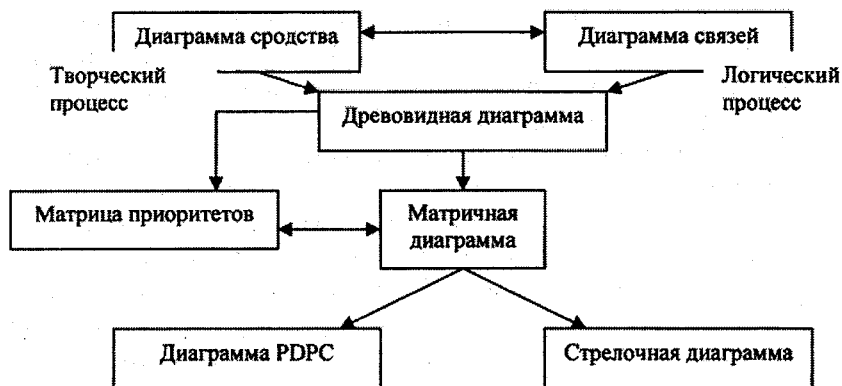 Диаграмма сродства
Диаграмма связей
Творческий
процесс
Логический
процесс
Древовидная диаграмма
Матрица приоритетов
Матричная
диаграмма
Диаграмма PDPC
Стрелочная диаграмма